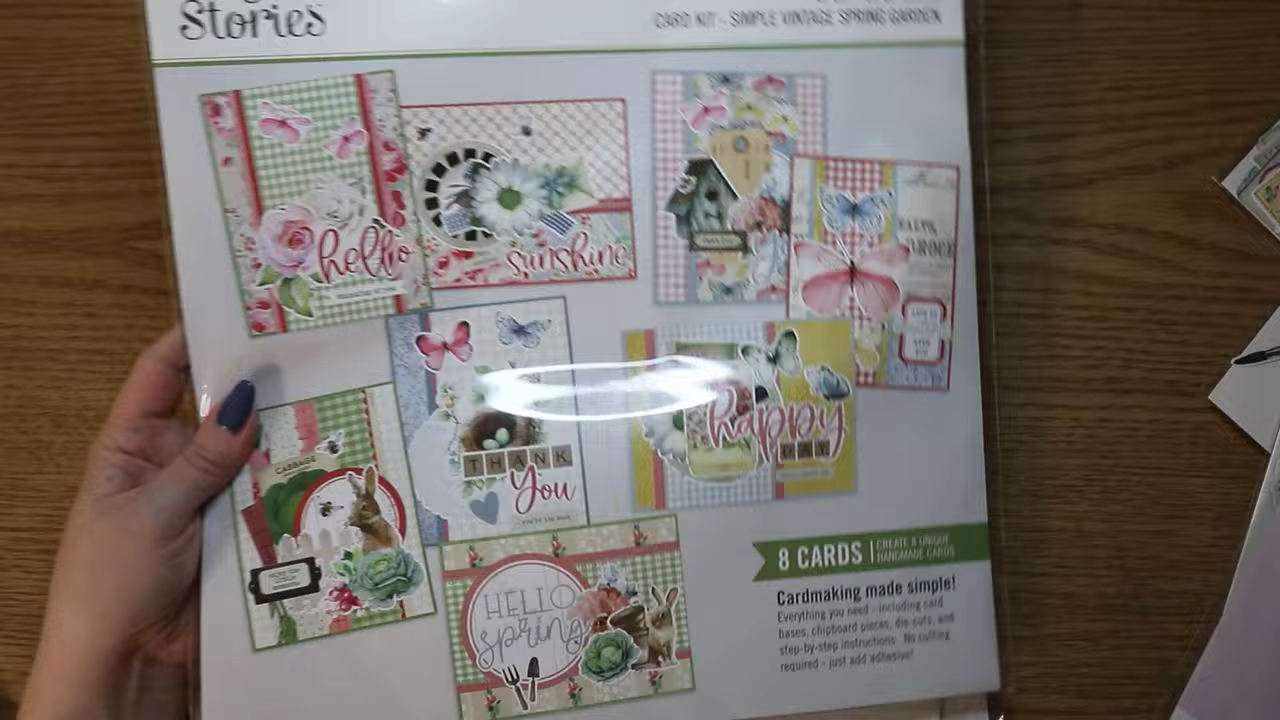 Stories
CARD KIT - SIMPLE VINTAGE SPRING GARDEN
hello
sunshine
THANK
You
happy
DAY
CABBAGE
HELLO
spring
8 CARDS
CREATE 8 UNIQUE
HANDMADE CARDS
Cardmaking made simple!
Everything you need - including card
bases, chipboard pieces, die-cuts, and
step-by-step instructions. No cutting
required - just add adhesive!